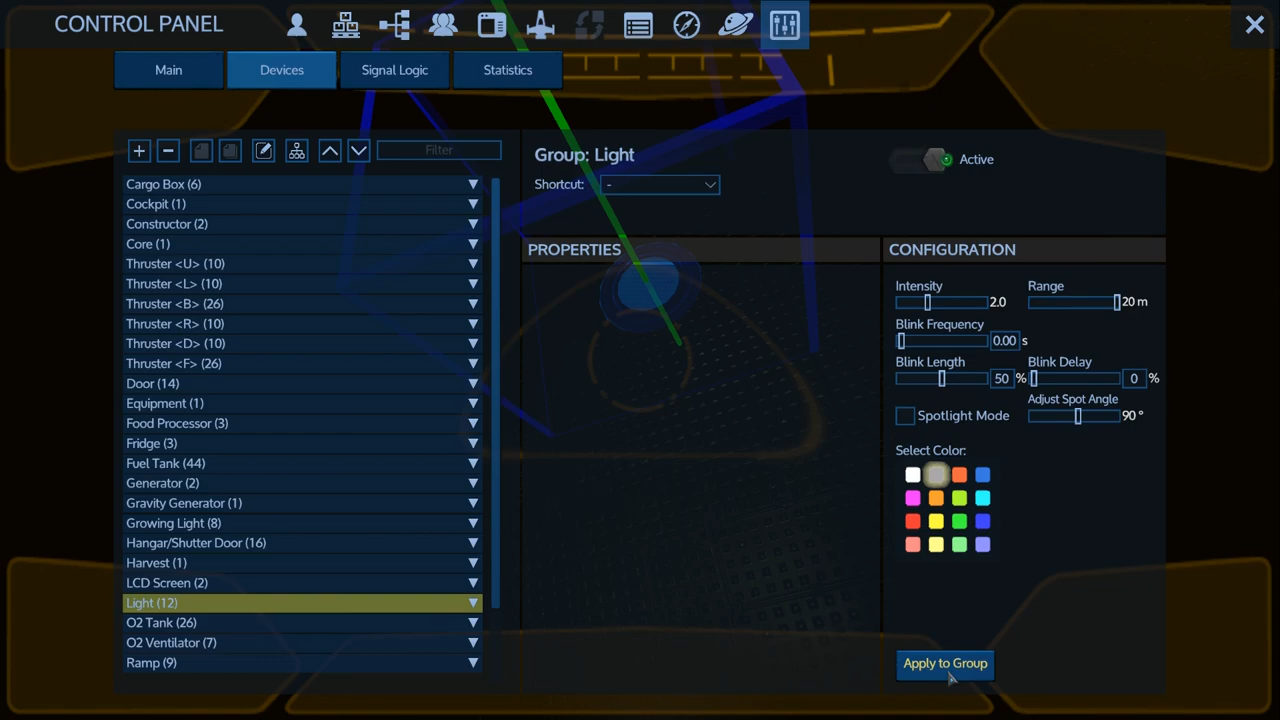 CONTROL PANEL
Main
Devices
Signal Logic
Statistics
Filter
Cargo Box (6)
Cockpit (1)
Constructor (2)
Core (1)
Thruster <U> (10)
Thruster <L> (10)
Thruster <B> (26)
Thruster <R> (10)
Thruster <D> (10)
Thruster <F> (26)
Door (14)
Equipment (1)
Food Processor (3)
Fridge (3)
Fuel Tank (44)
Generator (2)
Gravity Generator (1)
Growing Light (8)
Hangar/Shutter Door (16)
Harvest (1)
LCD Screen (2)
Light (12)
O2 Tank (26)
O2 Ventilator (7)
Ramp (9)
Group: Light
Active
Shortcut: -
PROPERTIES
CONFIGURATION
Intensity
2.0
Range
20 m
Blink Frequency
0.00 s
Blink Length
50 %
Blink Delay
0 %
Spotlight Mode
Adjust Spot Angle
90 °
Select Color:
Apply to Group